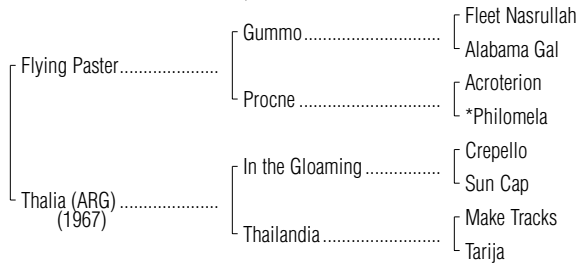 Fleet Nasrullah
Gummo
Alabama Gal
Flying Paster
Acroterion
Procne
*Philomela
Crepello
In the Gloaming
Sun Cap
Thalia (ARG)
(1967)
Make Tracks
Thailandia
Tarija